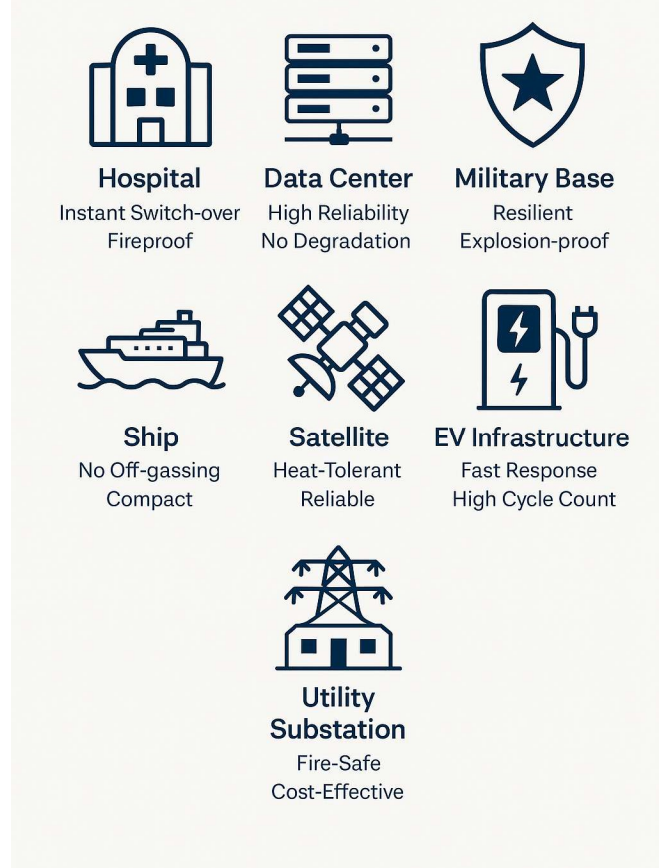 Hospital
Instant Switch-over
Fireproof
Data Center
High Reliability
No Degradation
Military Base
Resilient
Explosion-proof
Ship
No Off-gassing
Compact
Satellite
Heat-Tolerant
Reliable
EV Infrastructure
Fast Response
High Cycle Count
Utility
Substation
Fire-Safe
Cost-Effective